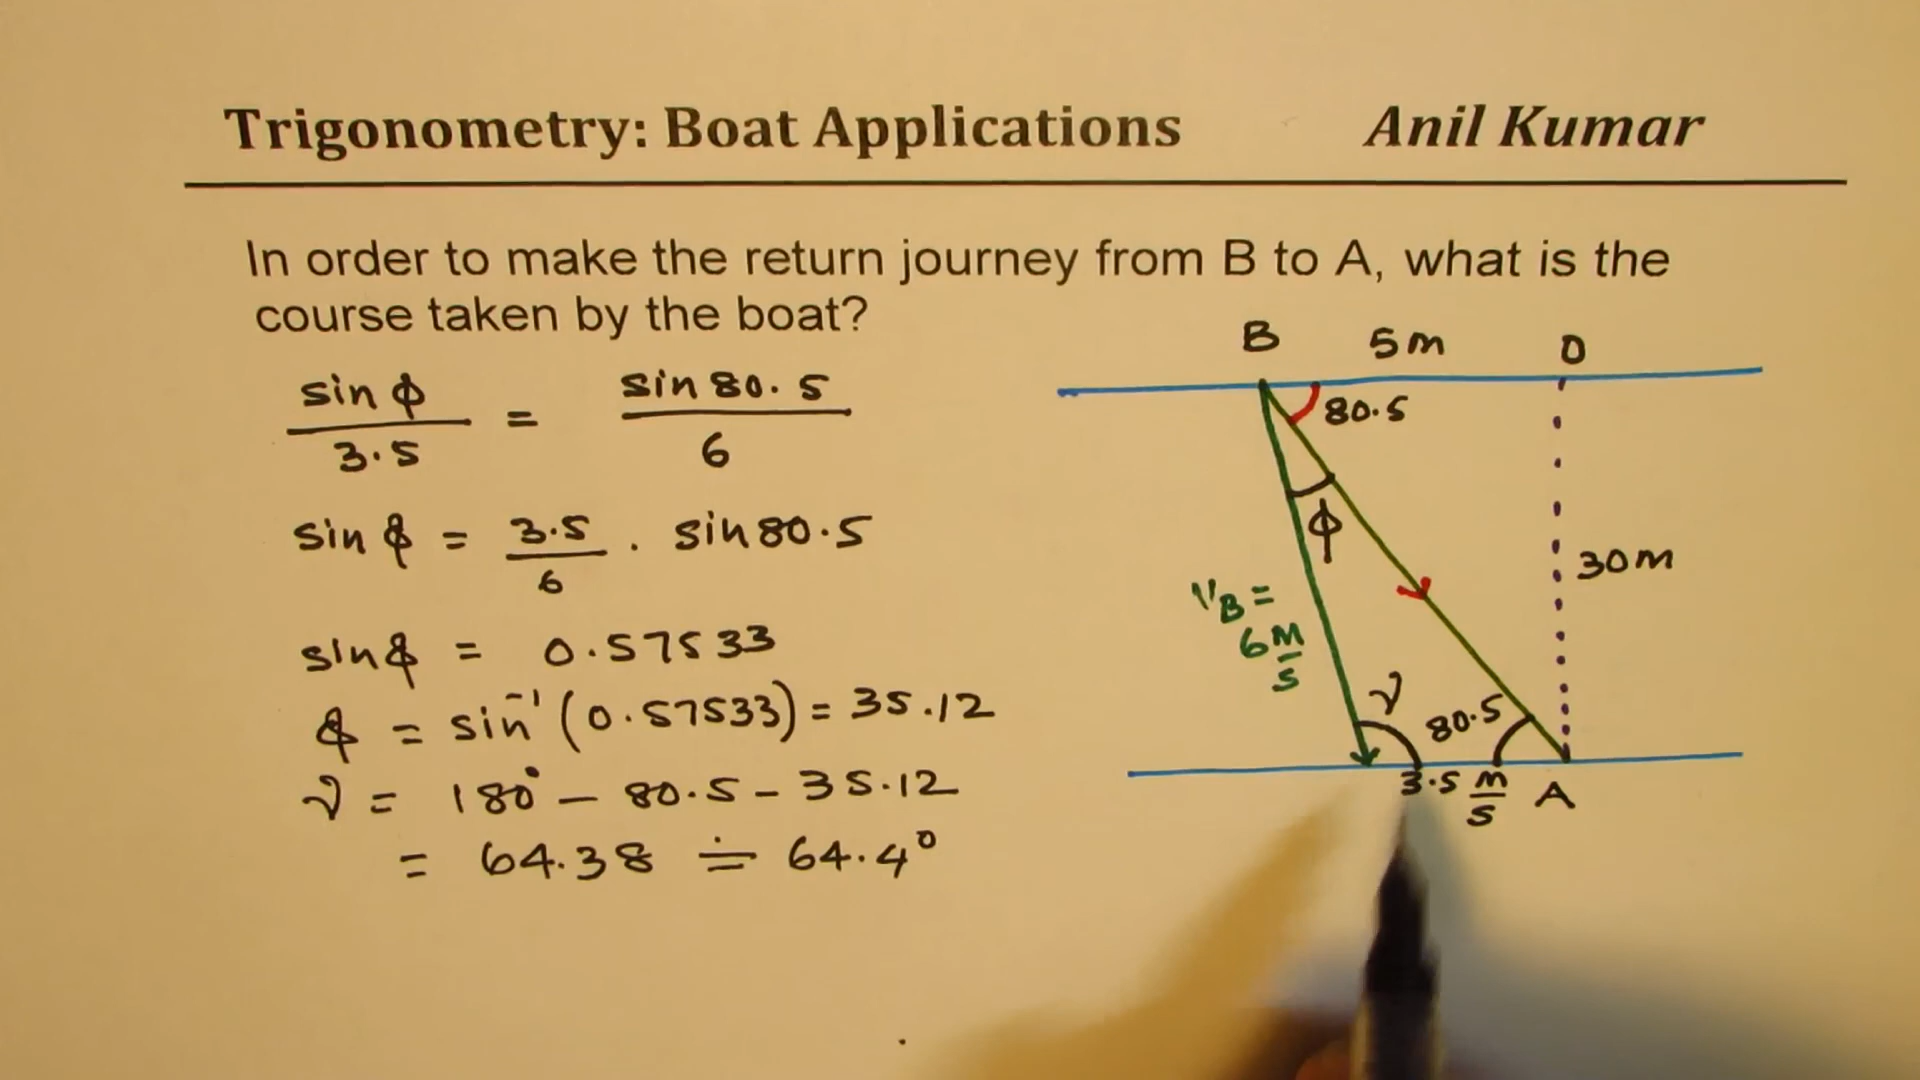 Trigonometry: Boat Applications Anil Kumar
In order to make the return journey from B to A, what is the
course taken by the boat?
sin ϕ / 3.5 = sin 80.5 / 6
sin ϕ = 3.5 / 6 . sin 80.5
sin ϕ = 0.57533
ϕ = sin⁻¹ (0.57533) = 35.12
𝜈 = 180° − 80.5 − 35.12
= 64.38 ≐ 64.4°
B 5m D
80.5
ϕ
30m
VB =
6 m/s
𝜈
80.5
3.5 m/s A